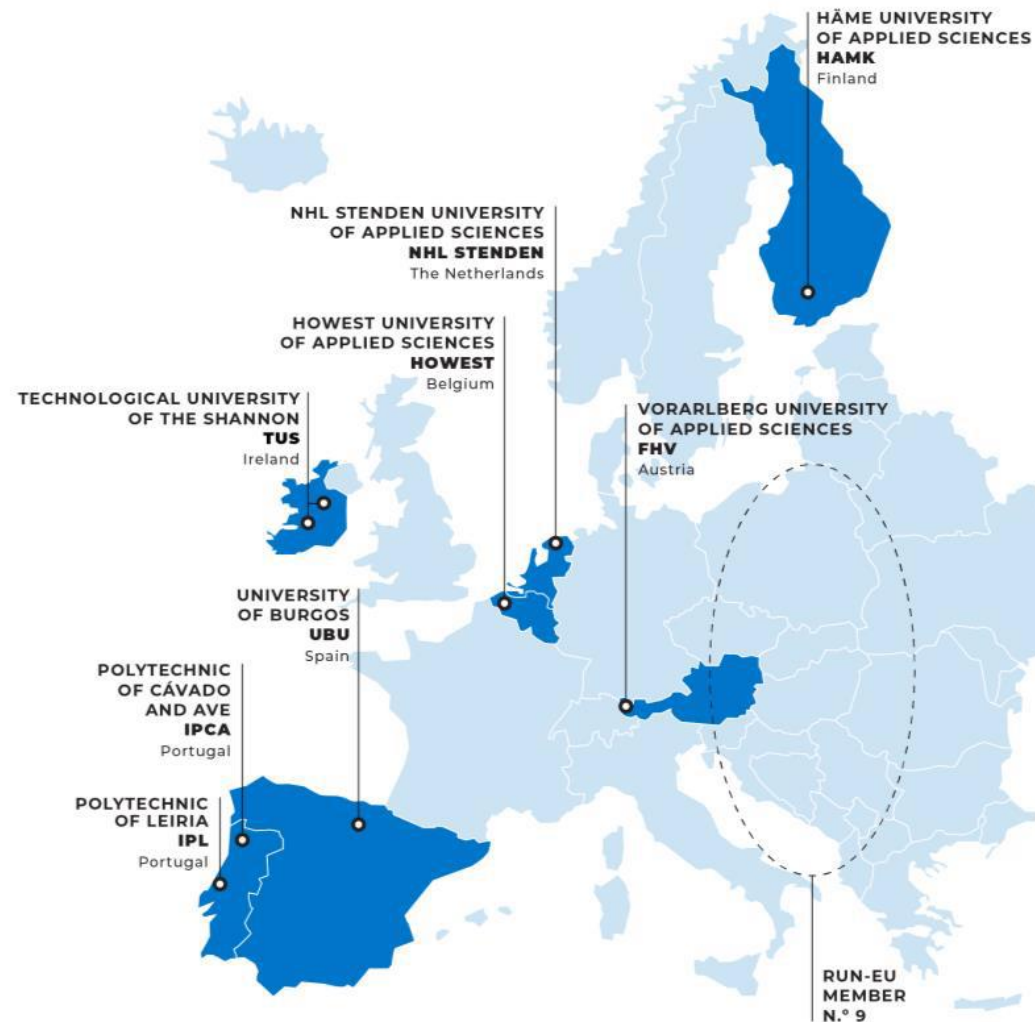 HÄME UNIVERSITY
OF APPLIED SCIENCES
HAMK
Finland
NHL STENDEN UNIVERSITY
OF APPLIED SCIENCES
NHL STENDEN
The Netherlands
HOWEST UNIVERSITY
OF APPLIED SCIENCES
HOWEST
Belgium
TECHNOLOGICAL UNIVERSITY
OF THE SHANNON
TUS
Ireland
VORARLBERG UNIVERSITY
OF APPLIED SCIENCES
FHV
Austria
UNIVERSITY
OF BURGOS
UBU
Spain
POLYTECHNIC
OF CÁVADO
AND AVE
IPCA
Portugal
POLYTECHNIC
OF LEIRIA
IPL
Portugal
RUN-EU
MEMBER
N.º 9